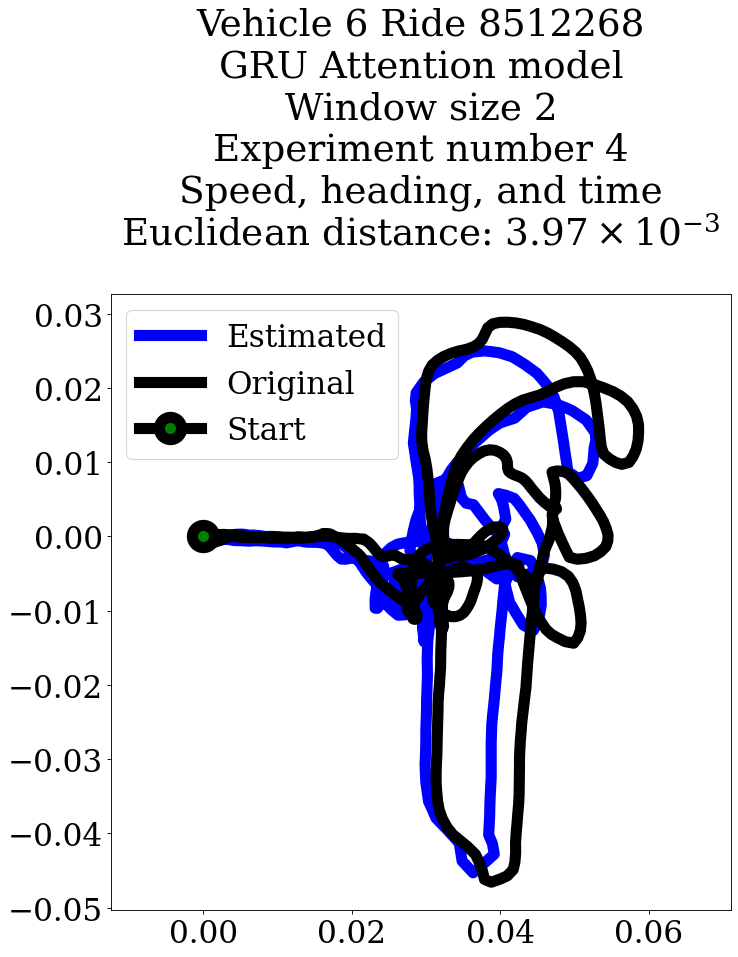 Vehicle 6 Ride 8512268
GRU Attention model
Window size 2
Experiment number 4
Speed, heading, and time
Euclidean distance: 3.97 × 10⁻³
Estimated
Original
Start
0.03
0.02
0.01
0.00
−0.01
−0.02
−0.03
−0.04
−0.05
0.00 0.02 0.04 0.06